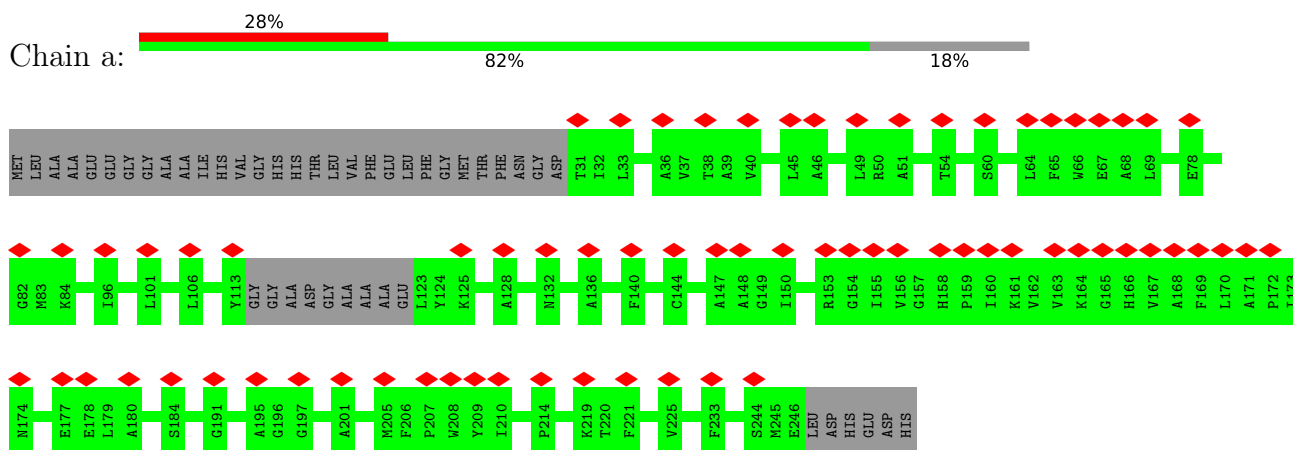 28%
Chain a:
82%
18%
MET LEU ALA ALA GLU GLU GLY GLY ALA ALA ILE HIS VAL GLY HIS HIS THR LEU VAL PHE GLU LEU PHE GLY MET THR PHE ASN GLY ASP T31 I32 L33 A36 V37 T38 A39 V40 L45 A46 L49 R50 A51 T54 S60 L64 F65 W66 E67 A68 L69 E78
G82 M83 K84 I96 L101 L106 Y113 GLY GLY ALA ASP GLY ALA ALA ALA GLU L123 Y124 K125 A128 N132 A136 F140 C144 A147 A148 G149 I150 R153 G154 I155 V156 G157 H158 P159 I160 K161 V162 V163 K164 G165 H166 V167 A168 F169 L170 A171 P172
N174 E177 E178 L179 A180 S184 G191 A195 G196 G197 A201 M205 F206 P207 W208 Y209 I210 P214 K219 T220 F221 V225 F233 S244 M245 E246 LEU ASP HIS GLU ASP HIS